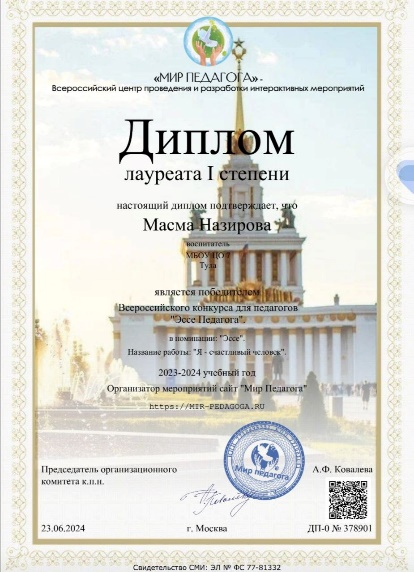 «МИР ПЕДАГОГА» -
Всероссийский центр проведения и разработки интерактивных мероприятий
Диплом
лауреата I степени
настоящий диплом подтверждает, что
Масма Назирова
воспитатель
МБОУ ЦО 7
Тула
является победителем
Всероссийского конкурса для педагогов
"Эссе Педагога".
в номинации: "Эссе".
Название работы: "Я - счастливый человек".
2023-2024 учебный год
Организатор мероприятий сайт "Мир Педагога"
https://MIR-PEDAGOGA.RU
Председатель организационного
комитета к.п.н.
А.Ф. Ковалева
Мир педагога
23.06.2024
г. Москва
ДП-0 № 378901
Свидетельство СМИ: ЭЛ № ФС 77-81332